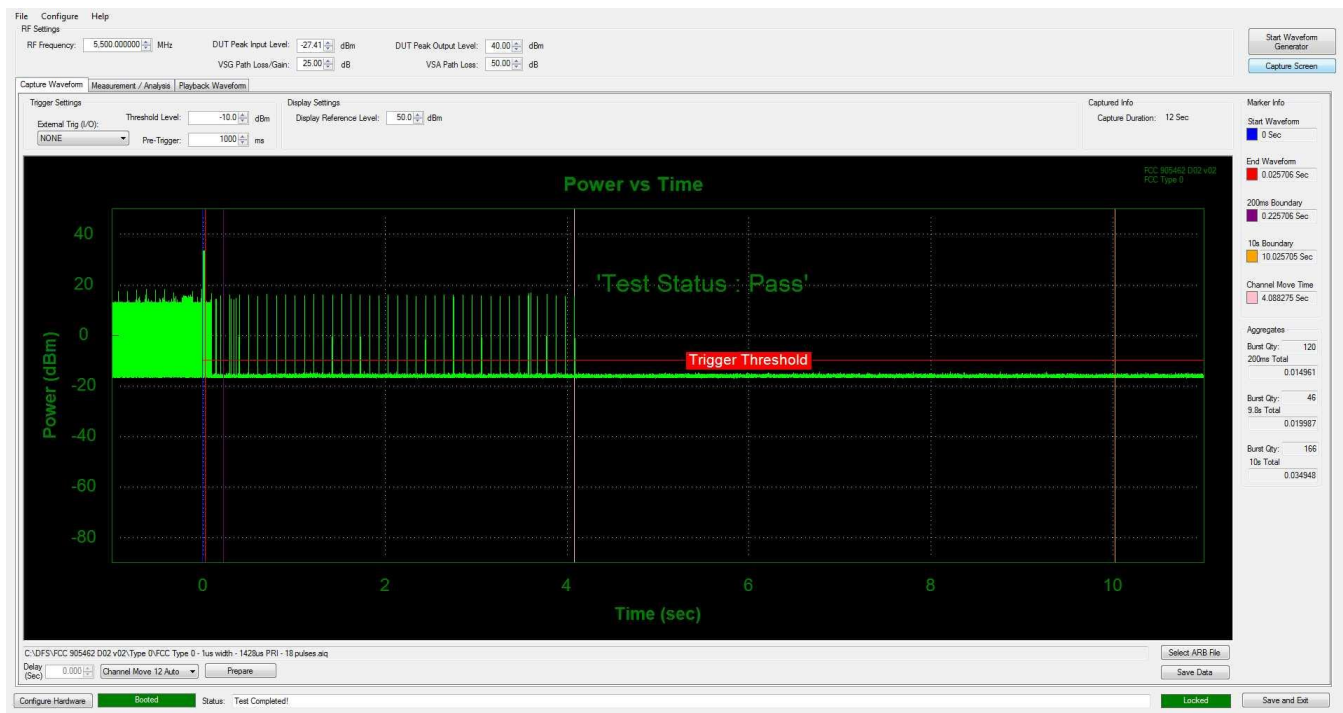 File Configure Help
RF Settings
RF Frequency: 5,500.000000 MHz DUT Peak Input Level: -27.41 dBm DUT Peak Output Level: 40.00 dBm
VSG Path Loss/Gain: 25.00 dB VSA Path Loss: 50.00 dB
Start Waveform
Generator
Capture Screen
Capture Waveform Measurement / Analysis Playback Waveform
Trigger Settings
External Trig (I/O): Threshold Level: -10.0 dBm
NONE Pre-Trigger: 1000 ms
Display Settings
Display Reference Level: 50.0 dBm
Captured Info
Capture Duration: 12 Sec
Marker Info
Start Waveform
0 Sec
End Waveform
0.025706 Sec
200ms Boundary
0.225706 Sec
10s Boundary
10.025705 Sec
Channel Move Time
4.088275 Sec
Aggregates
Burst Qty: 120
200ms Total
0.014961
Burst Qty: 46
9.8s Total
0.019987
Burst Qty: 166
10s Total
0.034948
Power vs Time
FCC 905462 D02 v02
FCC Type 0
'Test Status : Pass'
Trigger Threshold
Power (dBm)
40
20
0
-20
-40
-60
-80
0 2 4 6 8 10
Time (sec)
C:\DFS\FCC 905462 D02 v02\Type 0\FCC Type 0 - 1us width - 1428us PRI - 18 pulses.aiq
Select ARB File
Delay
(Sec) 0.000 Channel Move 12 Auto Prepare
Save Data
Configure Hardware Booted Status: Test Completed! Locked Save and Exit